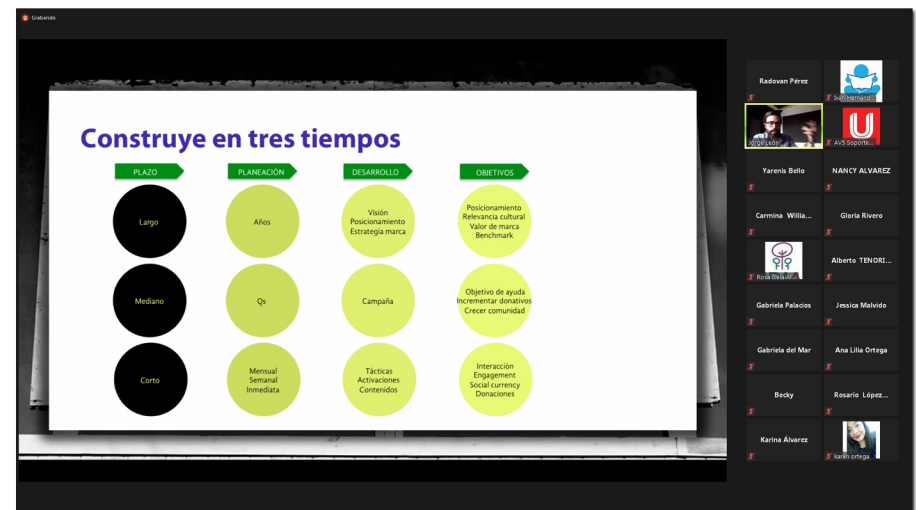 Grabando
Construye en tres tiempos
PLAZO
PLANEACIÓN
DESARROLLO
OBJETIVOS
Largo
Años
Visión
Posicionamiento
Estrategia marca
Posicionamiento
Relevancia cultural
Valor de marca
Benchmark
Mediano
Qs
Campaña
Objetivo de ayuda
Incrementar donativos
Crecer comunidad
Corto
Mensual
Semanal
Inmediata
Tácticas
Activaciones
Contenidos
Interacción
Engagement
Social currency
Donaciones
Radovan Pérez
Jorge León
AV5 Soporte...
Yarenis Bello
NANCY ALVAREZ
Carmina Willia...
Gloria Rivero
Alberto TENORI...
Gabriela Palacios
Jessica Malvido
Gabriela del Mar
Ana Lilia Ortega
Becky
Rosario López...
Karina Álvarez
karen ortega